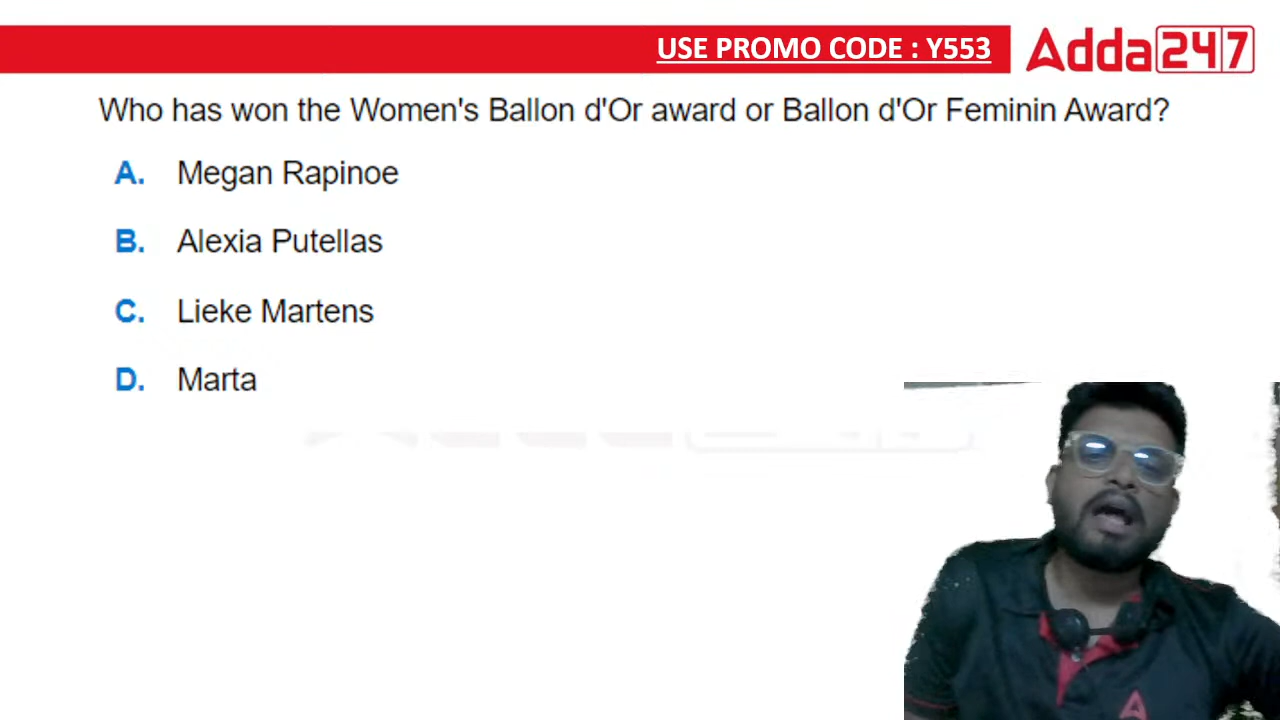 USE PROMO CODE : Y553
Adda247
Who has won the Women's Ballon d'Or award or Ballon d'Or Feminin Award?
A. Megan Rapinoe
B. Alexia Putellas
C. Lieke Martens
D. Marta